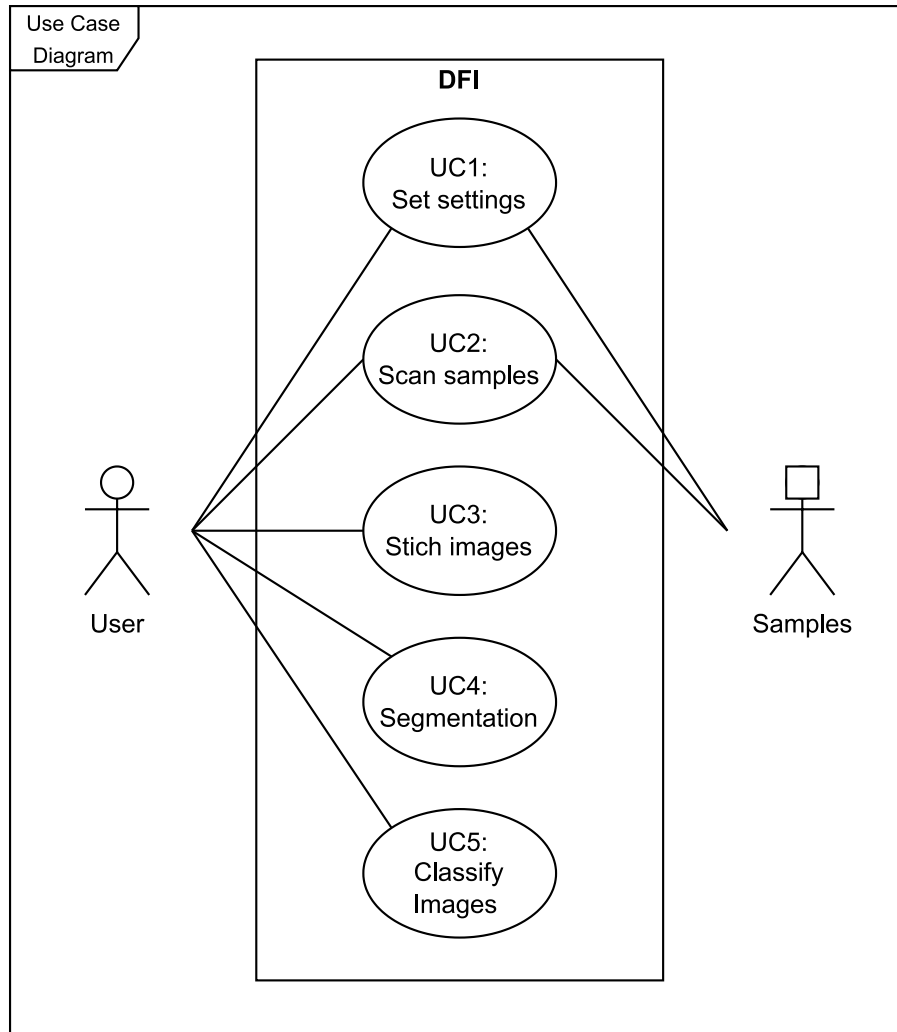 Use Case
Diagram
DFI
UC1:
Set settings
UC2:
Scan samples
UC3:
Stich images
User
Samples
UC4:
Segmentation
UC5:
Classify
Images